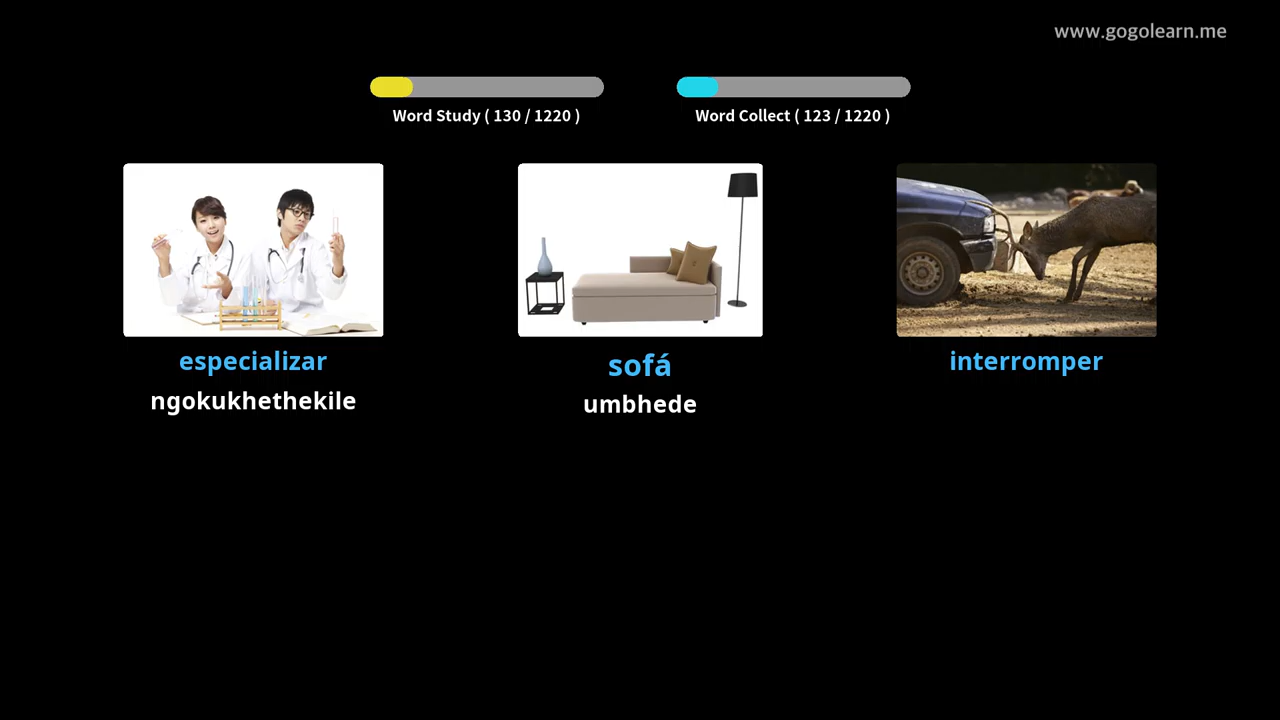 www.gogolearn.me
Word Study ( 130 / 1220 )
Word Collect ( 123 / 1220 )
especializar
ngokukhethekile
sofá
umbhede
interromper